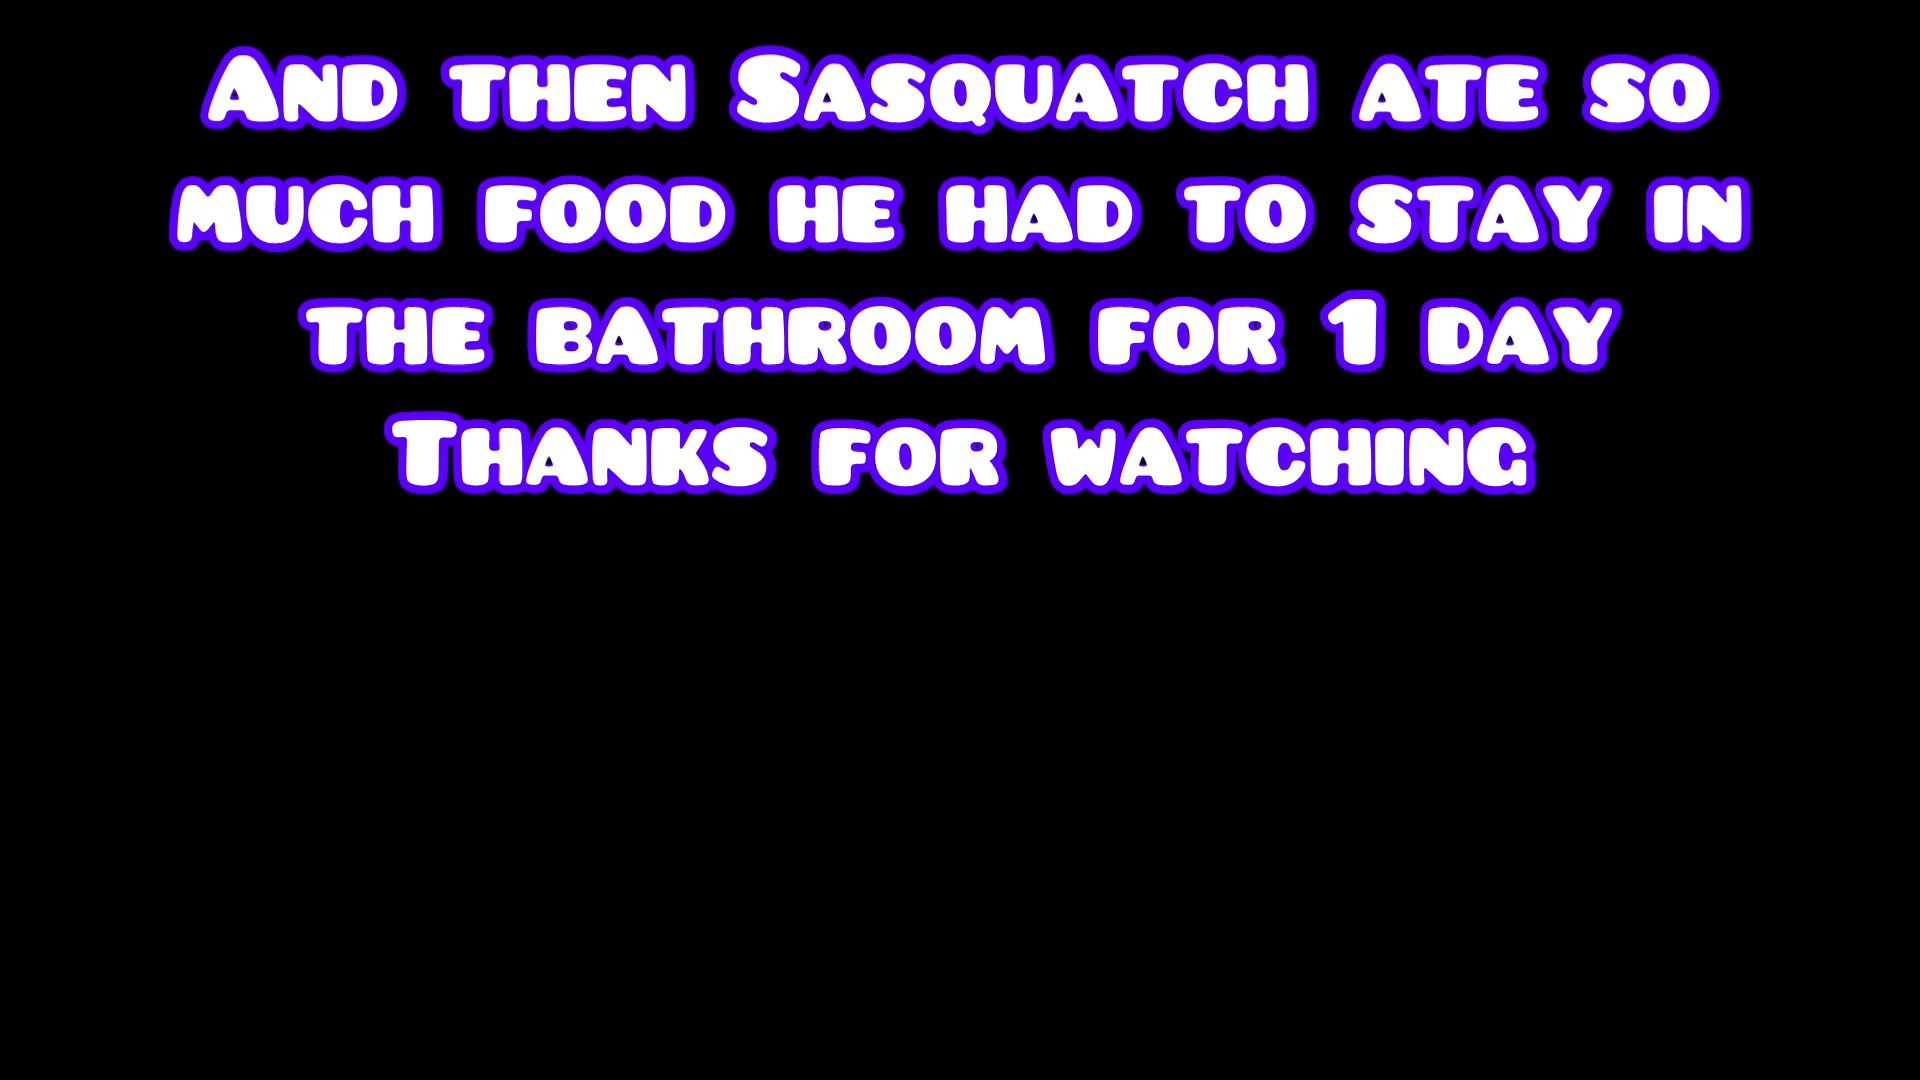 And then Sasquatch ate so
much food he had to stay in
the bathroom for 1 day
Thanks for watching